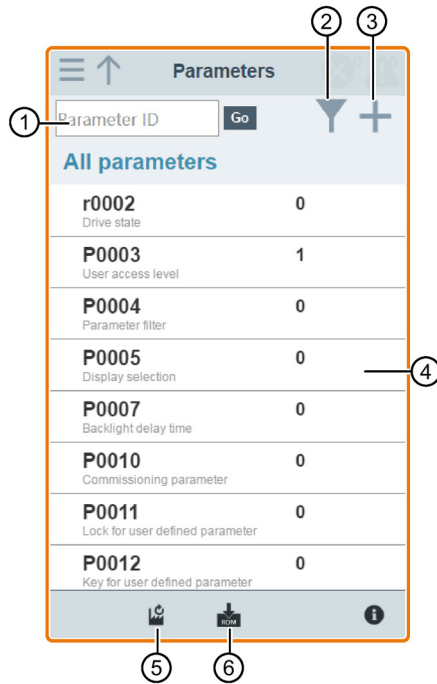 2
3
Parameters
1
Parameter ID
Go
All parameters
r0002 0
Drive state
P0003 1
User access level
P0004 0
Parameter filter
P0005 0
4
Display selection
P0007 0
Backlight delay time
P0010 0
Commissioning parameter
P0011 0
Lock for user defined parameter
P0012 0
Key for user defined parameter
ROM
5
6